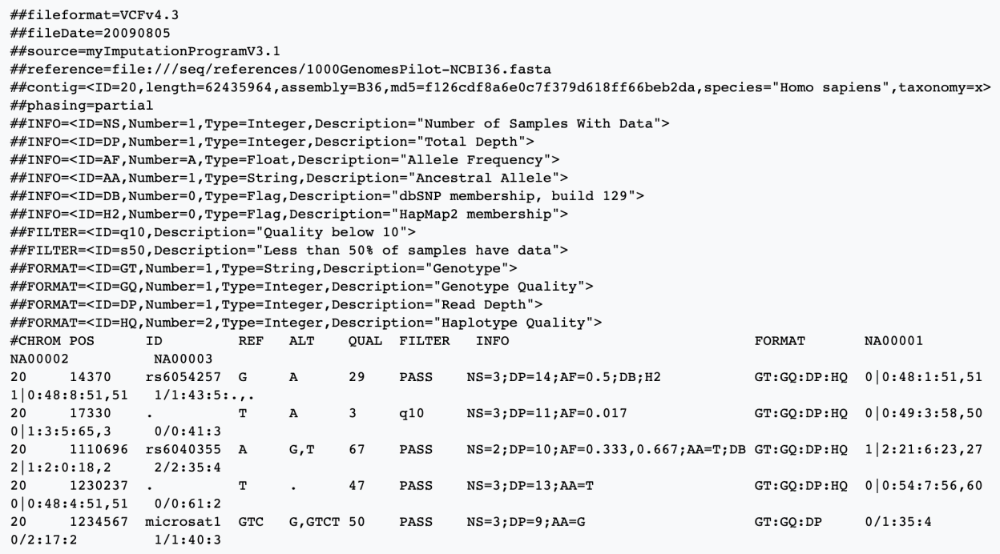 ##fileformat=VCFv4.3
##fileDate=20090805
##source=myImputationProgramV3.1
##reference=file:///seq/references/1000GenomesPilot-NCBI36.fasta
##contig=<ID=20,length=62435964,assembly=B36,md5=f126cdf8a6e0c7f379d618ff66beb2da,species="Homo sapiens",taxonomy=x>
##phasing=partial
##INFO=<ID=NS,Number=1,Type=Integer,Description="Number of Samples With Data">
##INFO=<ID=DP,Number=1,Type=Integer,Description="Total Depth">
##INFO=<ID=AF,Number=A,Type=Float,Description="Allele Frequency">
##INFO=<ID=AA,Number=1,Type=String,Description="Ancestral Allele">
##INFO=<ID=DB,Number=0,Type=Flag,Description="dbSNP membership, build 129">
##INFO=<ID=H2,Number=0,Type=Flag,Description="HapMap2 membership">
##FILTER=<ID=q10,Description="Quality below 10">
##FILTER=<ID=s50,Description="Less than 50% of samples have data">
##FORMAT=<ID=GT,Number=1,Type=String,Description="Genotype">
##FORMAT=<ID=GQ,Number=1,Type=Integer,Description="Genotype Quality">
##FORMAT=<ID=DP,Number=1,Type=Integer,Description="Read Depth">
##FORMAT=<ID=HQ,Number=2,Type=Integer,Description="Haplotype Quality">
#CHROM POS ID REF ALT QUAL FILTER INFO FORMAT NA00001
NA00002 NA00003
20 14370 rs6054257 G A 29 PASS NS=3;DP=14;AF=0.5;DB;H2 GT:GQ:DP:HQ 0|0:48:1:51,51
1|0:48:8:51,51 1/1:43:5:.,.
20 17330 . T A 3 q10 NS=3;DP=11;AF=0.017 GT:GQ:DP:HQ 0|0:49:3:58,50
0|1:3:5:65,3 0/0:41:3
20 1110696 rs6040355 A G,T 67 PASS NS=2;DP=10;AF=0.333,0.667;AA=T;DB GT:GQ:DP:HQ 1|2:21:6:23,27
2|1:2:0:18,2 2/2:35:4
20 1230237 . T . 47 PASS NS=3;DP=13;AA=T GT:GQ:DP:HQ 0|0:54:7:56,60
0|0:48:4:51,51 0/0:61:2
20 1234567 microsat1 GTC G,GTCT 50 PASS NS=3;DP=9;AA=G GT:GQ:DP 0/1:35:4
0/2:17:2 1/1:40:3